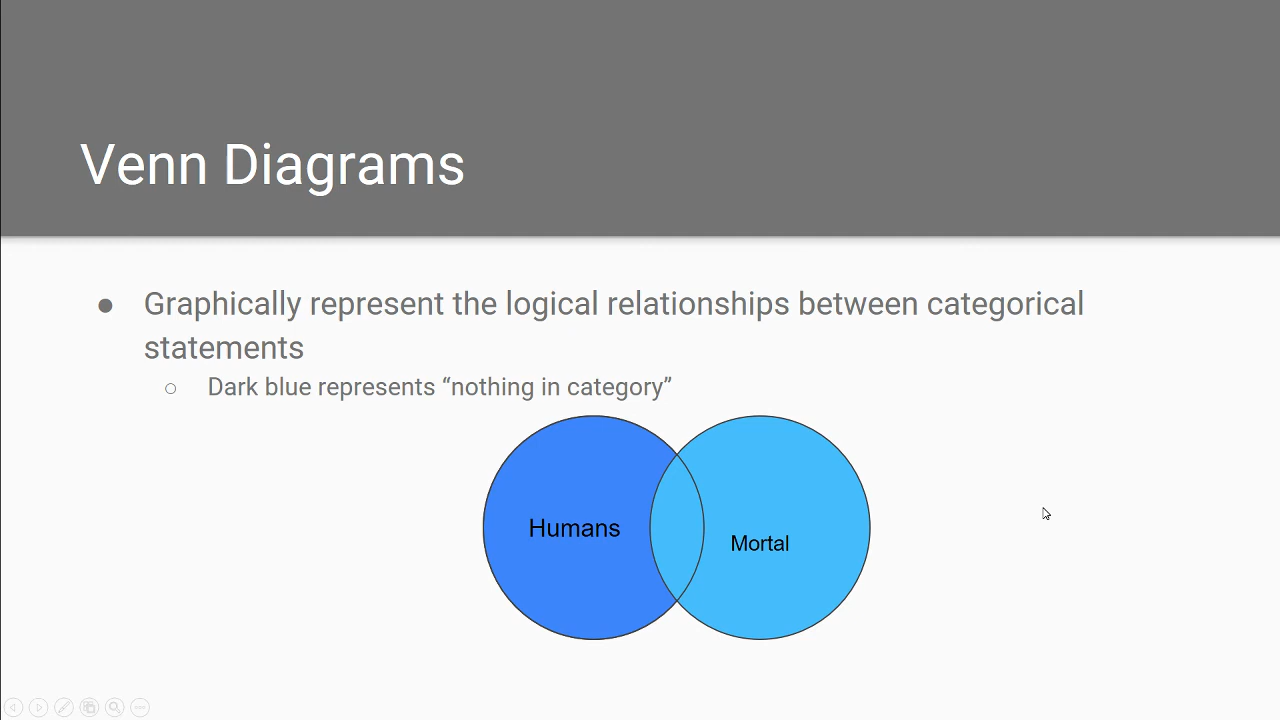 Venn Diagrams
● Graphically represent the logical relationships between categorical
statements
○ Dark blue represents “nothing in category”
Humans
Mortal